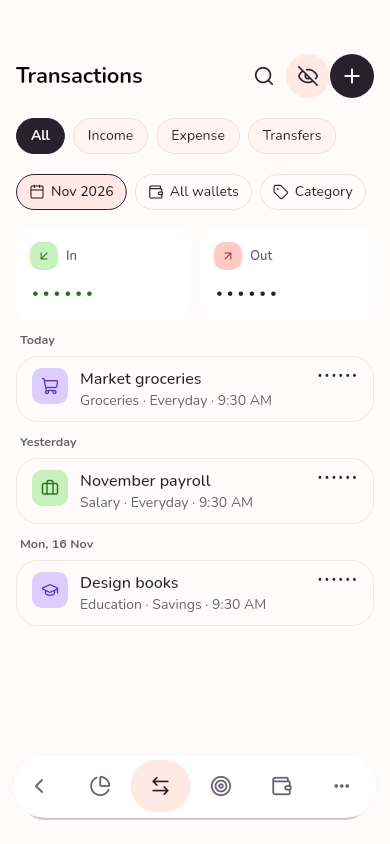 Transactions
All
Income
Expense
Transfers
Nov 2026
All wallets
Category
In
Out
••••••
••••••
Today
Market groceries
••••••
Groceries · Everyday · 9:30 AM
Yesterday
November payroll
••••••
Salary · Everyday · 9:30 AM
Mon, 16 Nov
Design books
••••••
Education · Savings · 9:30 AM